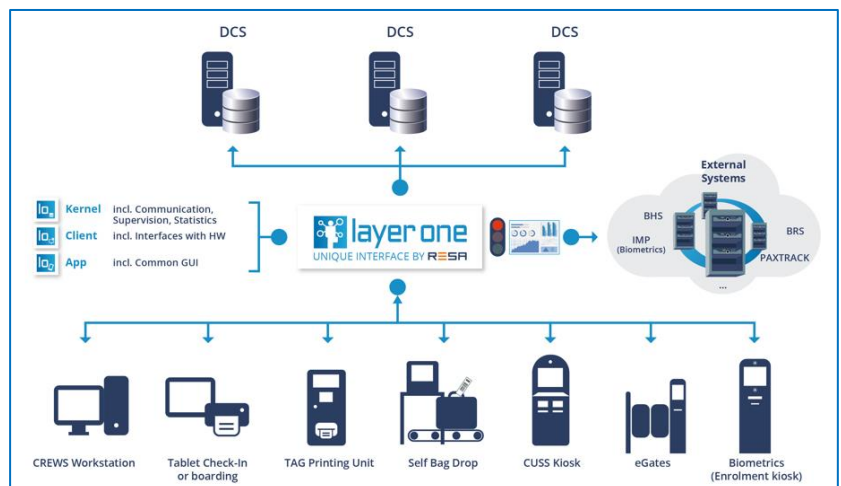 DCS
DCS
DCS
Kernel incl. Communication,
Supervision, Statistics
Client incl. Interfaces with HW
App incl. Common GUI
layer one
UNIQUE INTERFACE BY RESA
External
Systems
BHS
IMP
(Biometrics)
BRS
PAXTRACK
...
CREWS Workstation
Tablet Check-In
or boarding
TAG Printing Unit
Self Bag Drop
CUSS Kiosk
eGates
Biometrics
(Enrolment kiosk)